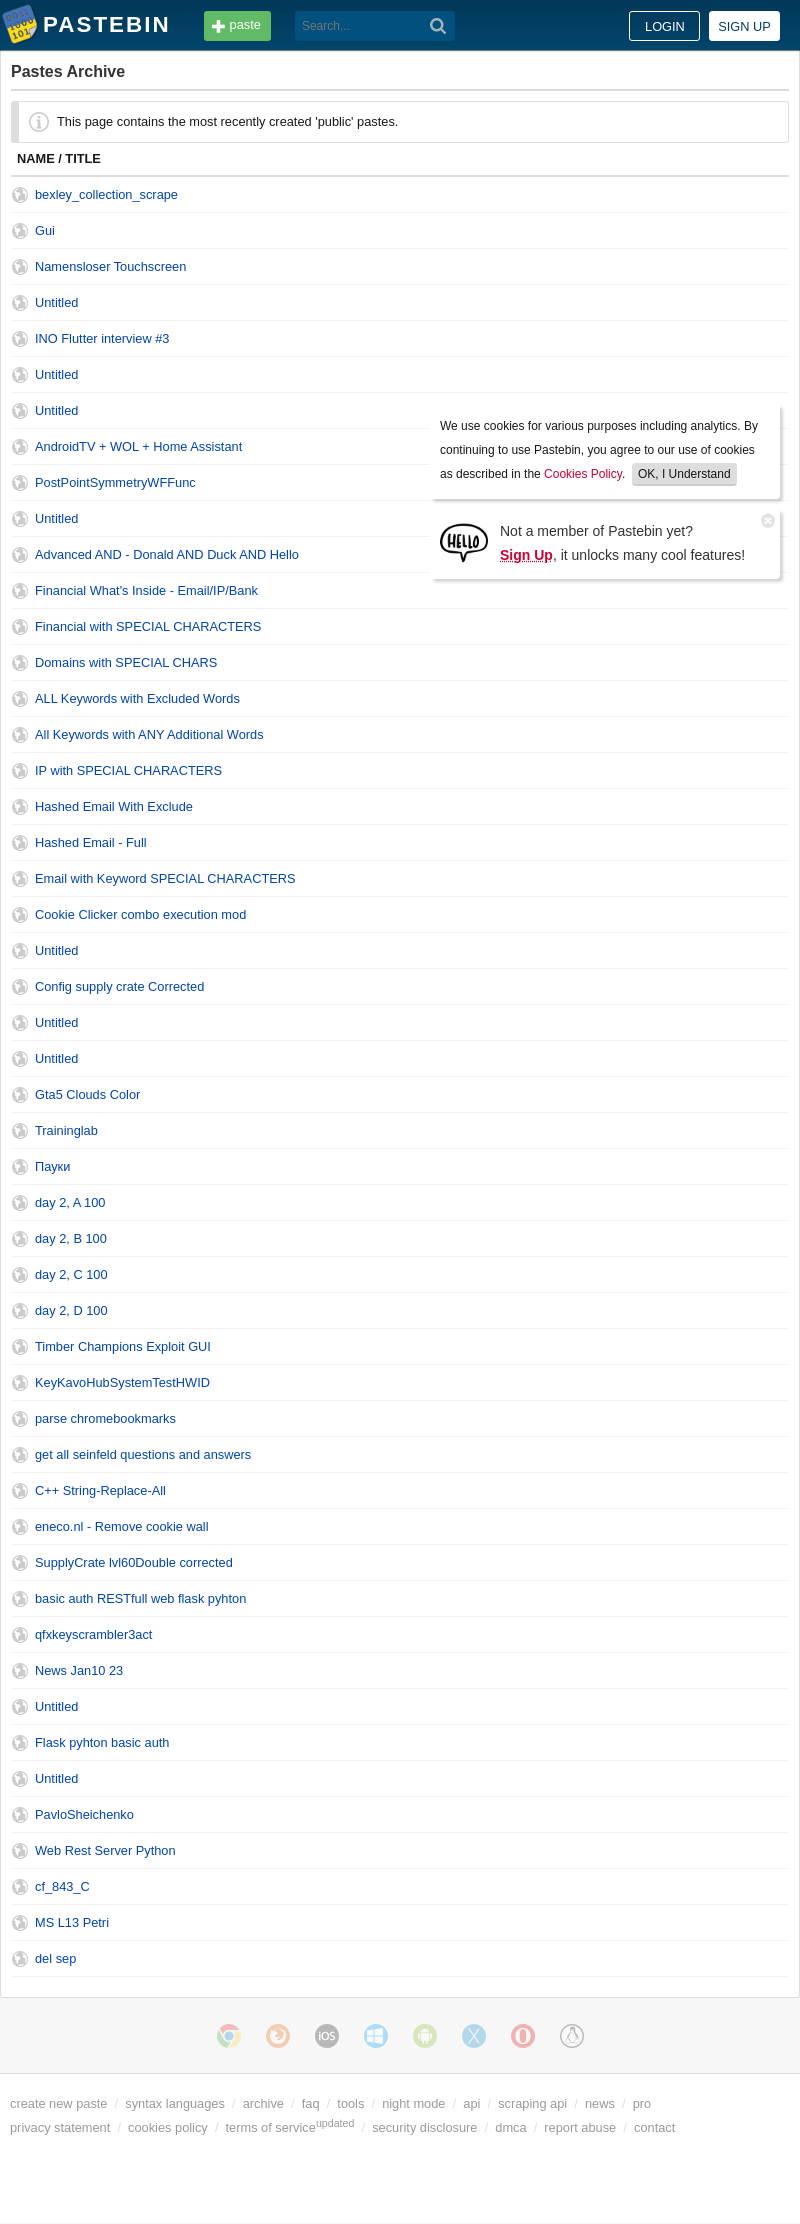 PASTEBIN
paste
Search...
LOGIN
SIGN UP
Pastes Archive
This page contains the most recently created 'public' pastes.
NAME / TITLE
bexley_collection_scrape
Gui
Namensloser Touchscreen
Untitled
INO Flutter interview #3
Untitled
Untitled
AndroidTV + WOL + Home Assistant
PostPointSymmetryWFFunc
Untitled
Advanced AND - Donald AND Duck AND Hello
Financial What's Inside - Email/IP/Bank
We use cookies for various purposes including analytics. By
continuing to use Pastebin, you agree to our use of cookies
as described in the Cookies Policy. OK, I Understand
HELLO
Not a member of Pastebin yet?
Sign Up, it unlocks many cool features!
Financial with SPECIAL CHARACTERS
Domains with SPECIAL CHARS
ALL Keywords with Excluded Words
All Keywords with ANY Additional Words
IP with SPECIAL CHARACTERS
Hashed Email With Exclude
Hashed Email - Full
Email with Keyword SPECIAL CHARACTERS
Cookie Clicker combo execution mod
Untitled
Config supply crate Corrected
Untitled
Untitled
Gta5 Clouds Color
Traininglab
Пауки
day 2, A 100
day 2, B 100
day 2, C 100
day 2, D 100
Timber Champions Exploit GUI
KeyKavoHubSystemTestHWID
parse chromebookmarks
get all seinfeld questions and answers
C++ String-Replace-All
eneco.nl - Remove cookie wall
SupplyCrate lvl60Double corrected
basic auth RESTfull web flask pyhton
qfxkeyscrambler3act
News Jan10 23
Untitled
Flask pyhton basic auth
Untitled
PavloSheichenko
Web Rest Server Python
cf_843_C
MS L13 Petri
del sep
iOS
create new paste / syntax languages / archive / faq / tools / night mode / api / scraping api / news / pro
privacy statement / cookies policy / terms of service updated / security disclosure / dmca / report abuse / contact